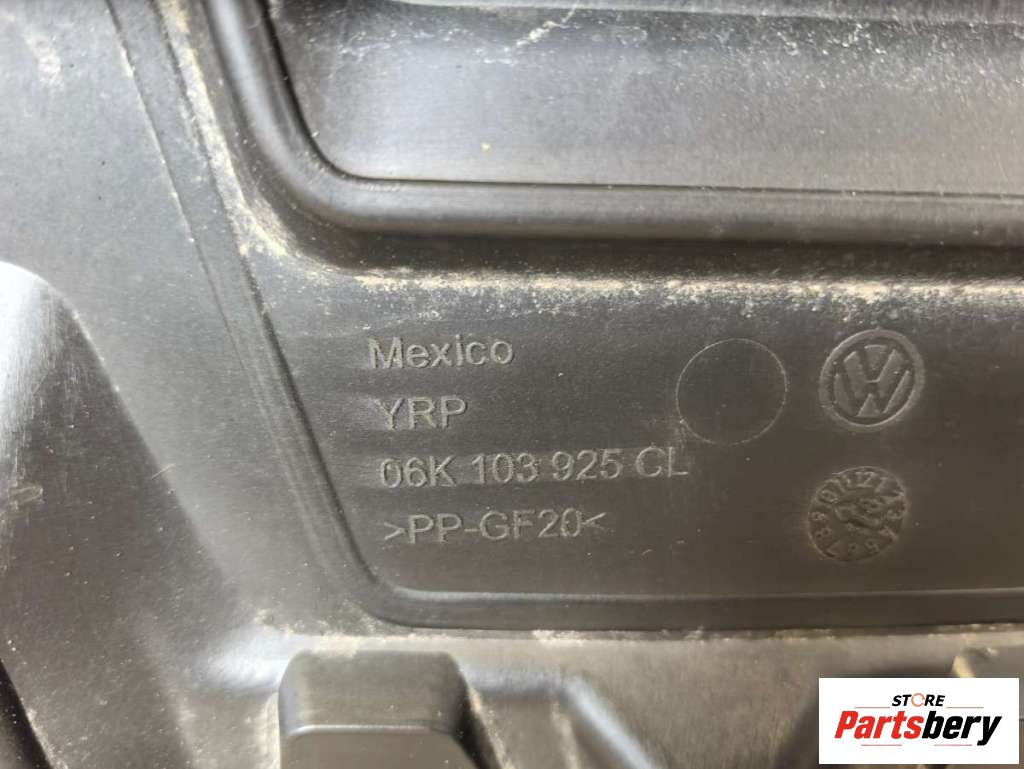 Mexico
YRP
06K 103 925 CL
>PP-GF20<
STORE
Partsbery